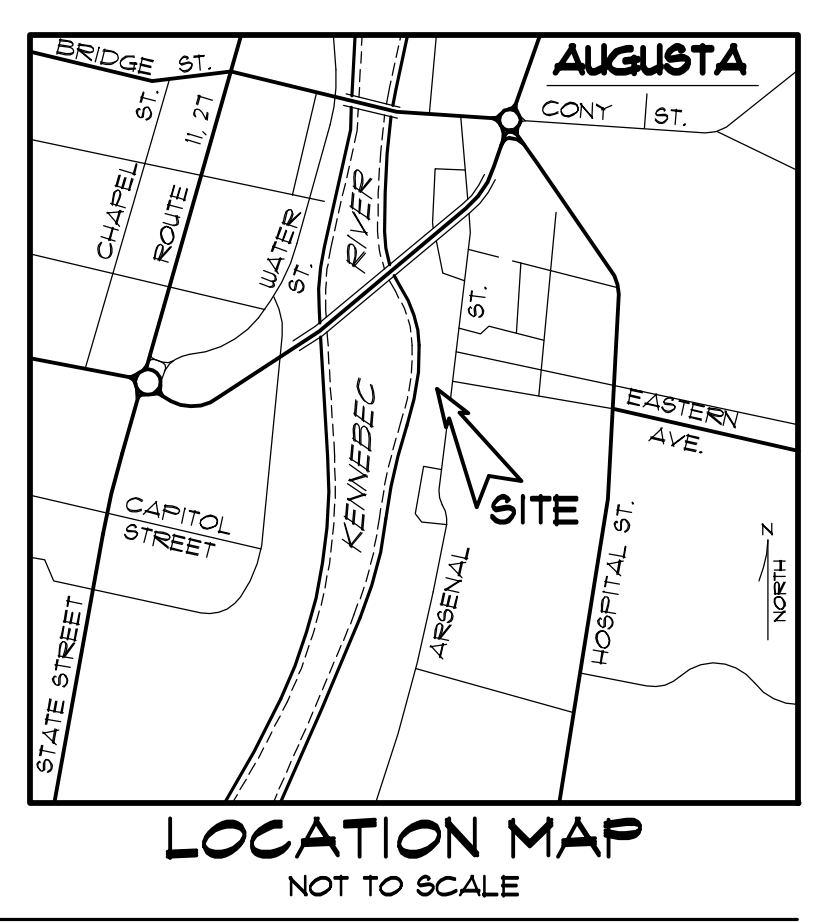 BRIDGE ST.
AUGUSTA
CONY ST.
CHAPEL ST.
ROUTE 11, 27
WATER ST.
RIVER
KENNEBEC
ARSENAL ST.
EASTERN
AVE.
SITE
CAPITOL
STREET
HOSPITAL ST.
STATE STREET
N
NORTH
LOCATION MAP
NOT TO SCALE